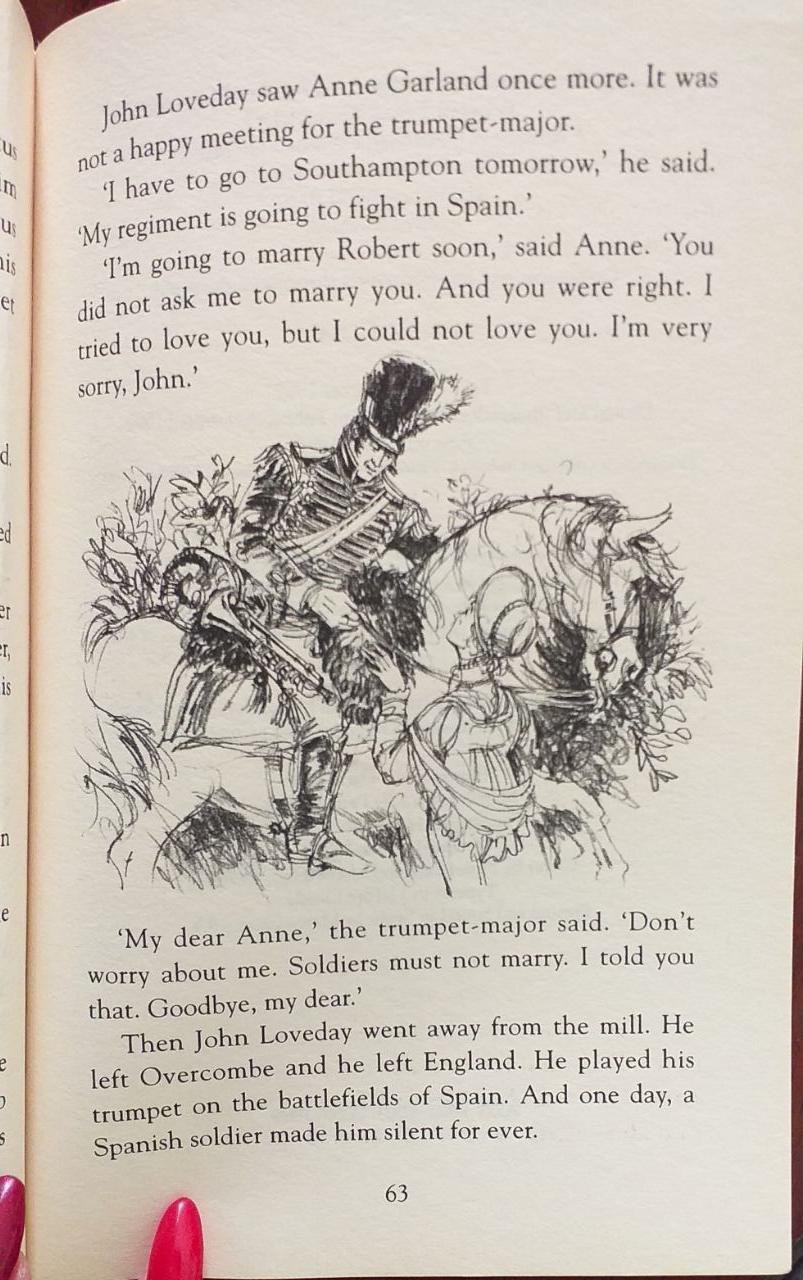 John Loveday saw Anne Garland once more. It was
not a happy meeting for the trumpet-major.
‘I have to go to Southampton tomorrow,’ he said.
‘My regiment is going to fight in Spain.’
‘I’m going to marry Robert soon,’ said Anne. ‘You
did not ask me to marry you. And you were right. I
tried to love you, but I could not love you. I’m very
sorry, John.’
‘My dear Anne,’ the trumpet-major said. ‘Don’t
worry about me. Soldiers must not marry. I told you
that. Goodbye, my dear.’
Then John Loveday went away from the mill. He
left Overcombe and he left England. He played his
trumpet on the battlefields of Spain. And one day, a
Spanish soldier made him silent for ever.
63